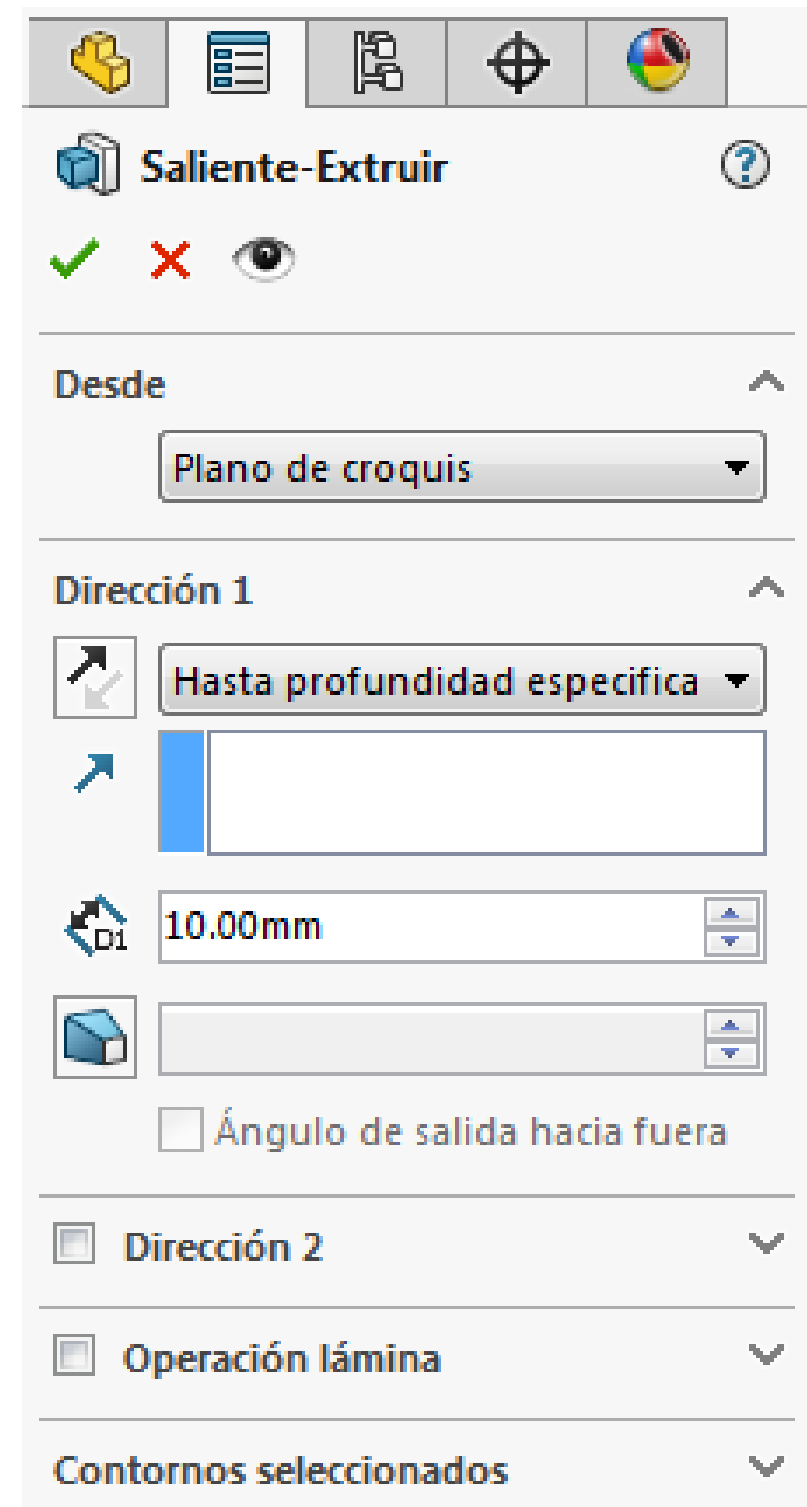 Saliente-Extruir
Desde
Plano de croquis
Dirección 1
Hasta profundidad especifica
D1
10.00mm
Ángulo de salida hacia fuera
Dirección 2
Operación lámina
Contornos seleccionados